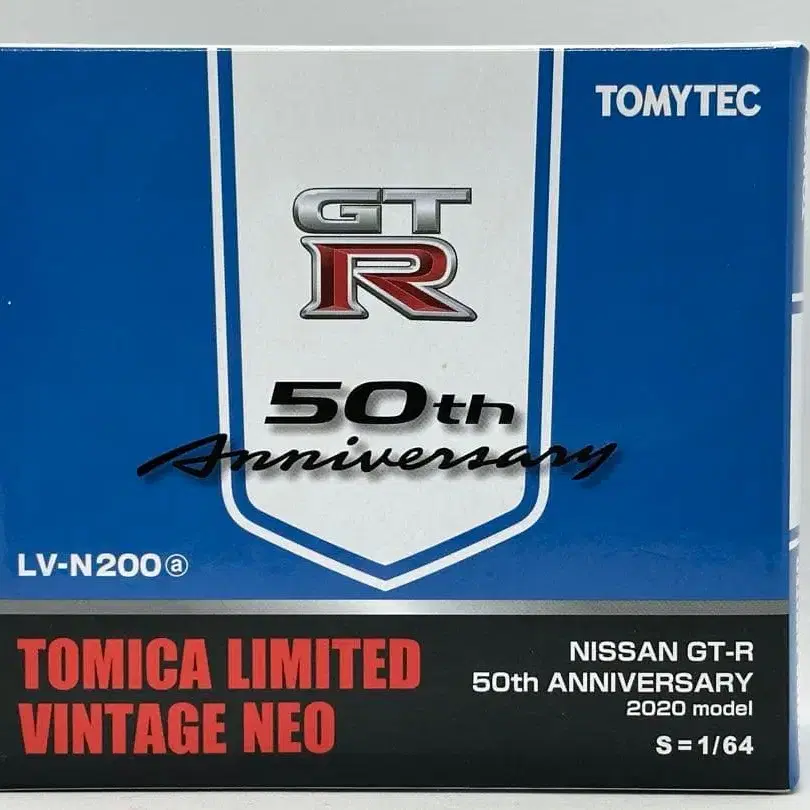 TOMYTEC
GT
R
50th
Anniversary
LV-N200ⓐ
TOMICA LIMITED
VINTAGE NEO
NISSAN GT-R
50th ANNIVERSARY
2020 model
S=1/64